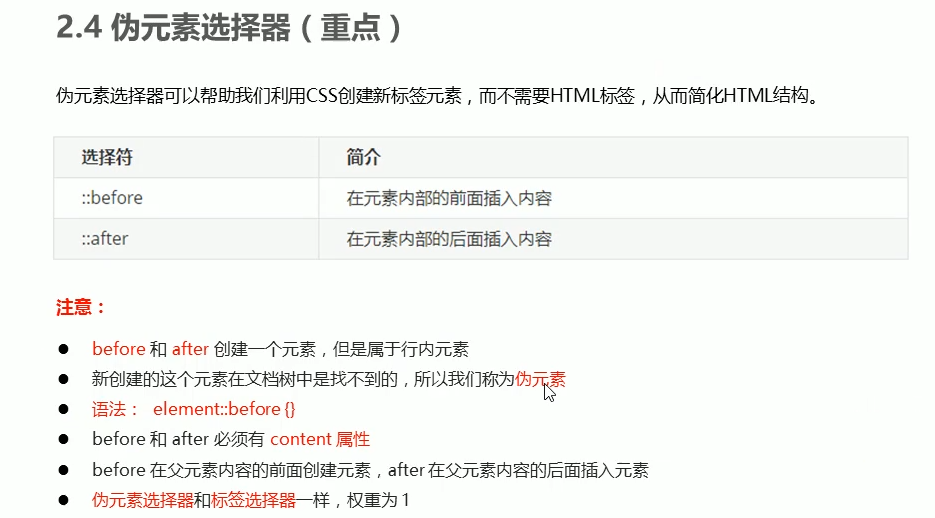 2.4 伪元素选择器（重点）
伪元素选择器可以帮助我们利用CSS创建新标签元素，而不需要HTML标签，从而简化HTML结构。
选择符 简介
::before 在元素内部的前面插入内容
::after 在元素内部的后面插入内容
注意：
● before 和 after 创建一个元素，但是属于行内元素
● 新创建的这个元素在文档树中是找不到的，所以我们称为伪元素
● 语法： element::before {}
● before 和 after 必须有 content 属性
● before 在父元素内容的前面创建元素，after 在父元素内容的后面插入元素
● 伪元素选择器和标签选择器一样，权重为 1